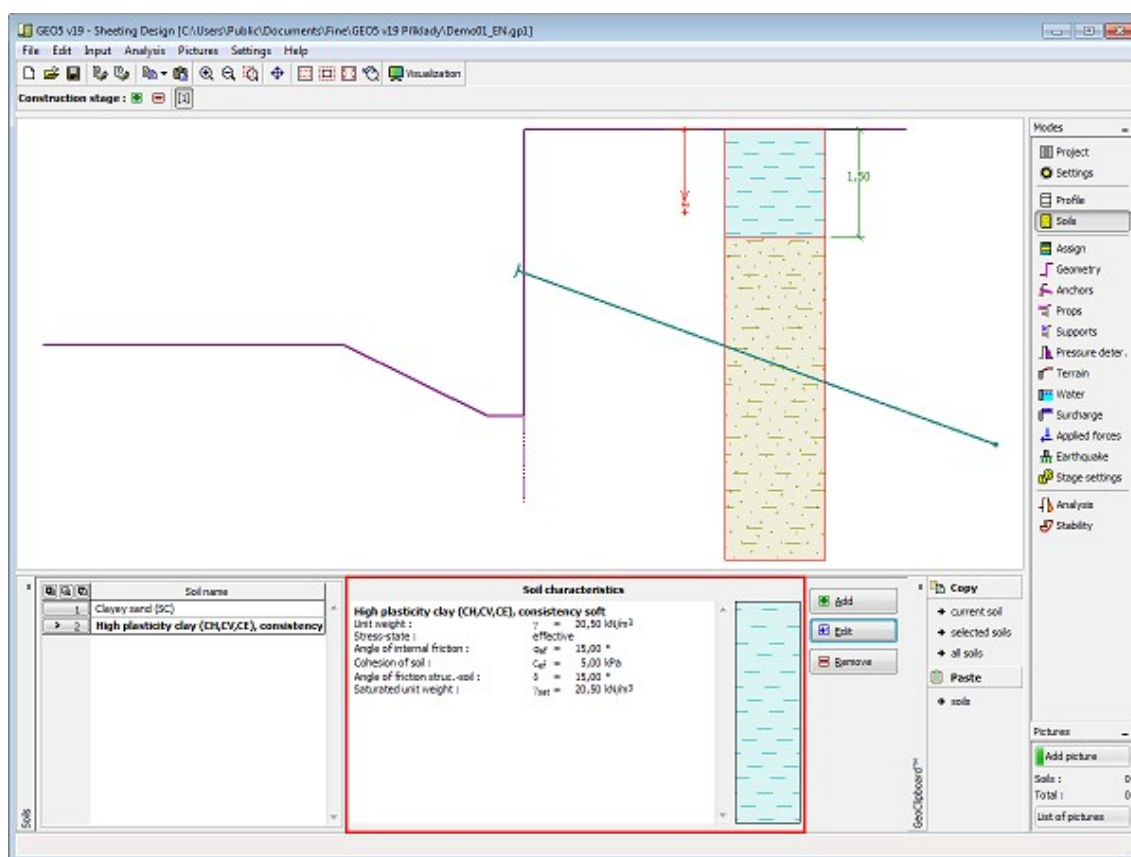 GEO5 v19 - Sheeting Design [C:\Users\Public\Documents\Fine\GEO5 v19 Příklady\Demo01_EN.gp1]
File Edit Input Analysis Pictures Settings Help
Visualization
Construction stage : [1]
1,50
+z
Modes
Project
Settings
Profile
Soils
Assign
Geometry
Anchors
Props
Supports
Pressure deter.
Terrain
Water
Surcharge
Applied forces
Earthquake
Stage settings
Analysis
Stability
Pictures
Add picture
Soils : 0
Total : 0
List of pictures
Soils
Soil name
1 Clayey sand (SC)
> 2 High plasticity clay (CH,CV,CE), consistency
Soil characteristics
High plasticity clay (CH,CV,CE), consistency soft
Unit weight : γ = 20,50 kN/m³
Stress-state : effective
Angle of internal friction : φef = 15,00 °
Cohesion of soil : cef = 5,00 kPa
Angle of friction struc.-soil : δ = 15,00 °
Saturated unit weight : γsat = 20,50 kN/m³
Add
Edit
Remove
GeoClipboard™
Copy
current soil
selected soils
all soils
Paste
soils